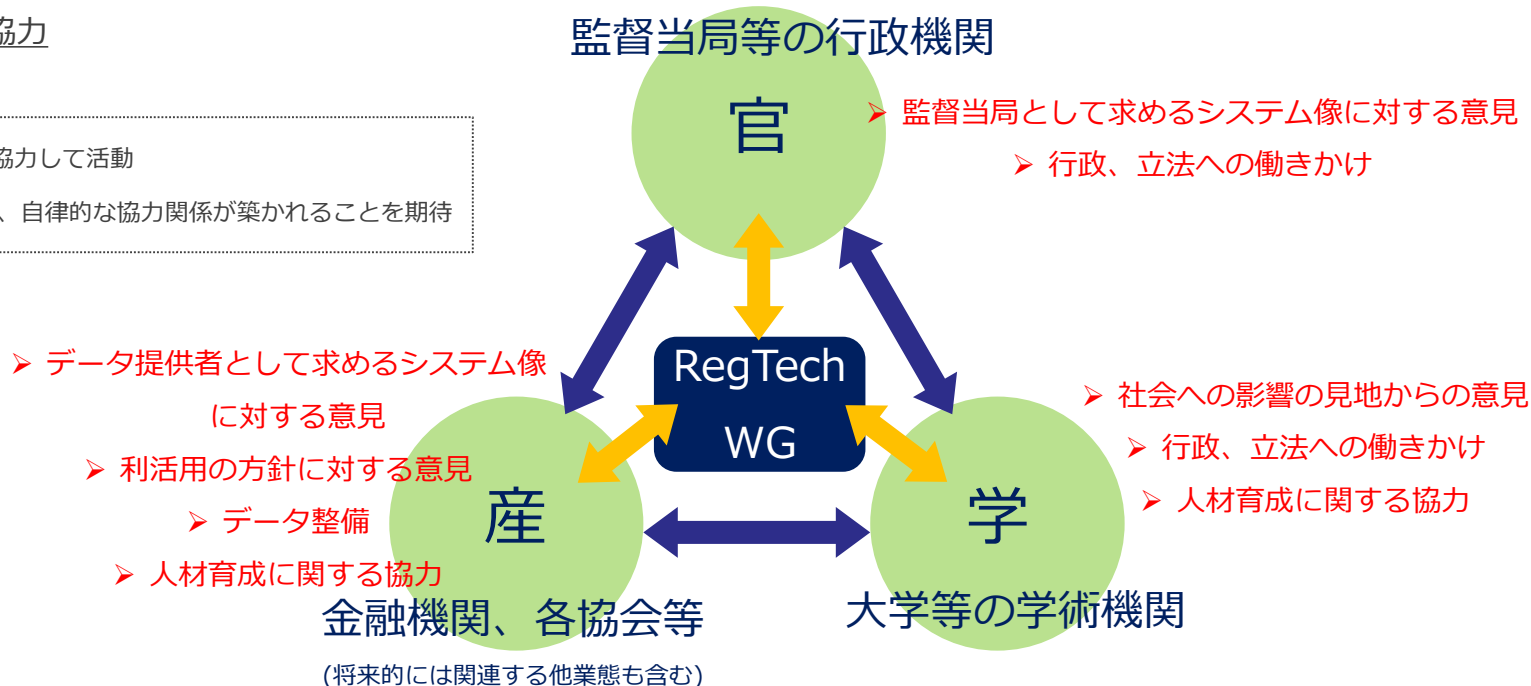 協力
監督当局等の行政機関
官
➢ 監督当局として求めるシステム像に対する意見
➢ 行政、立法への働きかけ
協力して活動
、自律的な協力関係が築かれることを期待
➢ データ提供者として求めるシステム像
に対する意見
➢ 利活用の方針に対する意見
➢ データ整備
➢ 人材育成に関する協力
RegTech
WG
➢ 社会への影響の見地からの意見
➢ 行政、立法への働きかけ
➢ 人材育成に関する協力
産
学
金融機関、各協会等
(将来的には関連する他業態も含む)
大学等の学術機関